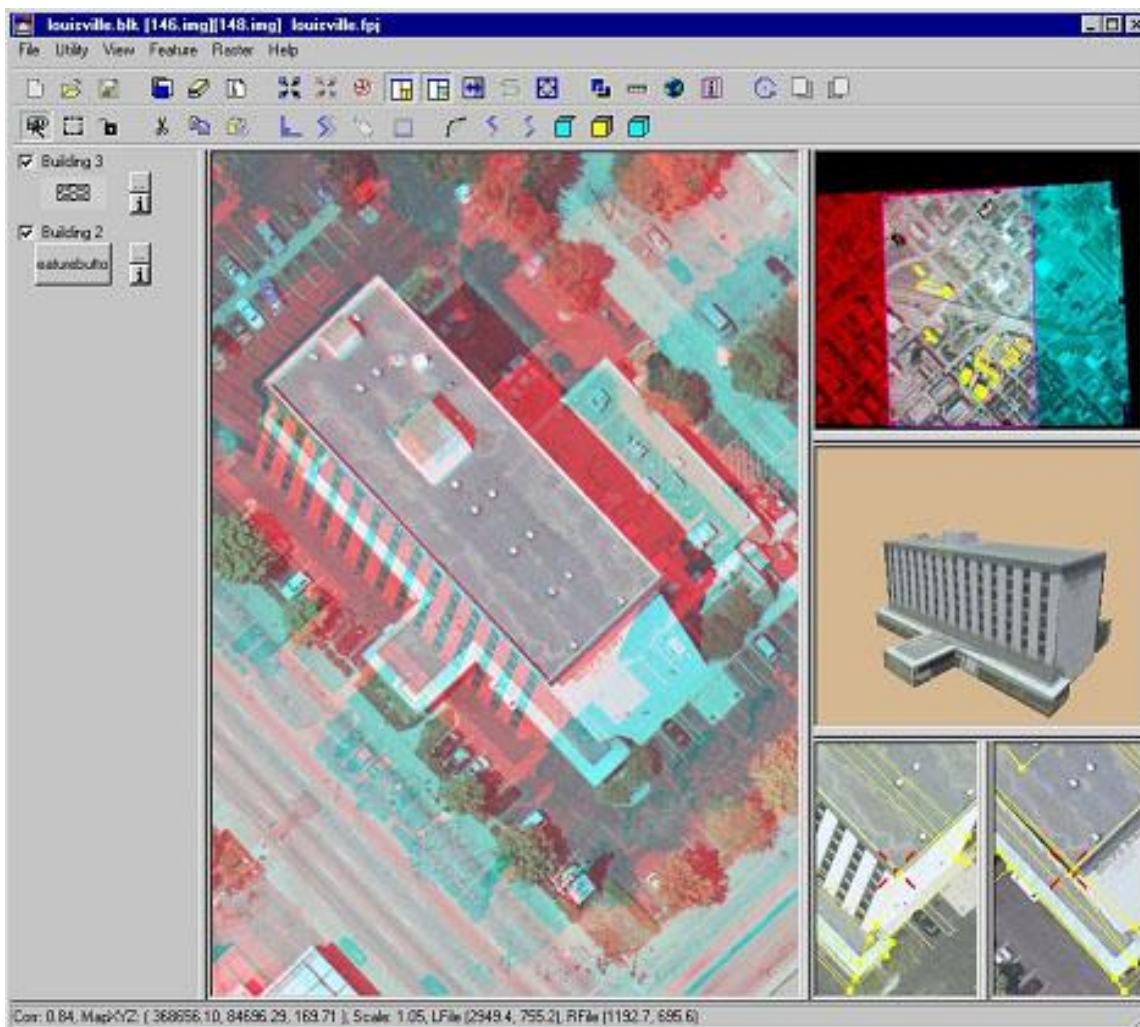 louisville.blk [146.img][148.img] louisville.fpj
File Utility View Feature Raster Help
Building 3
Building 2
eaturebutto
Corr: 0.84, MapXYZ: ( 368656.10, 84696.29, 169.71 ), Scale: 1.05, LFile (2949.4, 755.2), RFile (1192.7, 695.6)